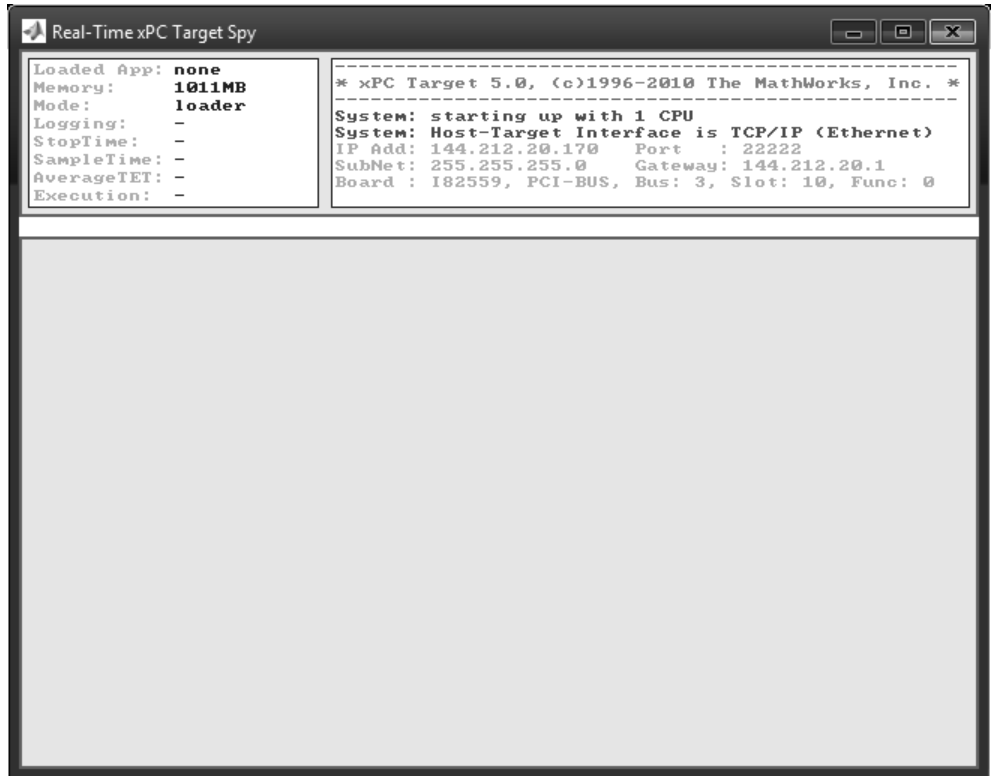 Real-Time xPC Target Spy
Loaded App: none
Memory: 1011MB
Mode: loader
Logging: -
StopTime: -
SampleTime: -
AverageTET: -
Execution: -
----------------------------------------------------
* xPC Target 5.0, (c)1996-2010 The MathWorks, Inc. *
----------------------------------------------------
System: starting up with 1 CPU
System: Host-Target Interface is TCP/IP (Ethernet)
IP Add: 144.212.20.170 Port : 22222
SubNet: 255.255.255.0 Gateway: 144.212.20.1
Board : I82559, PCI-BUS, Bus: 3, Slot: 10, Func: 0